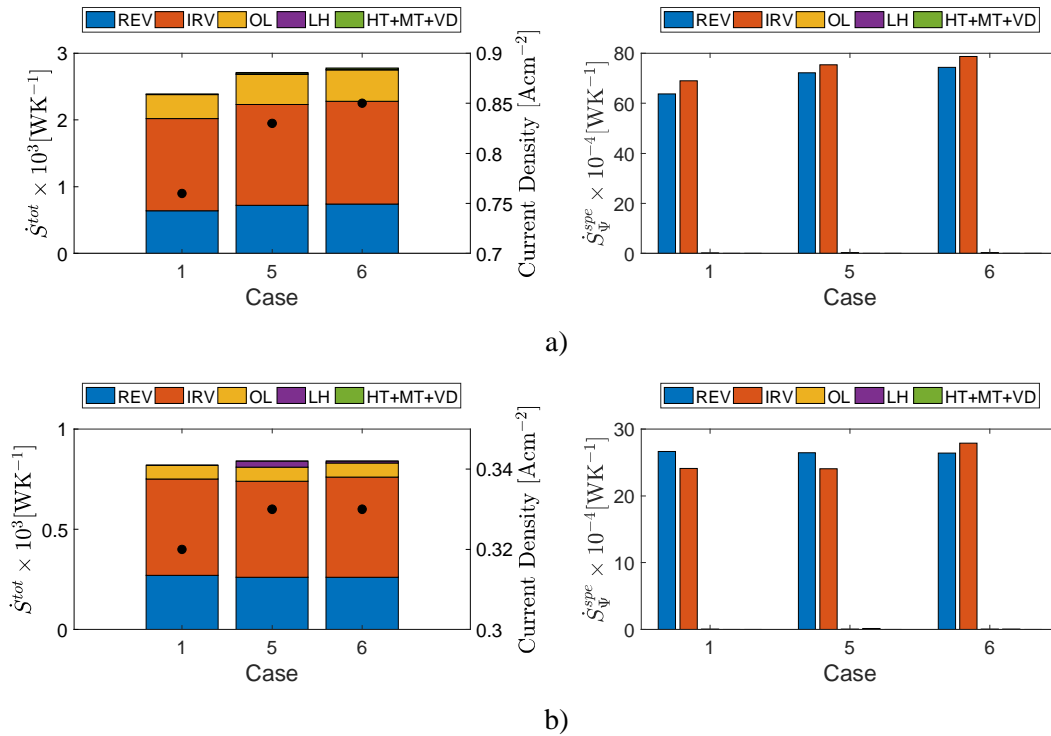 REV IRV OL LH HT+MT+VD
3
2
1
0
Ṡ^{tot} × 10^3 [WK^{−1}]
0.9
0.85
0.8
0.75
0.7
Current Density [Acm^{−2}]
1 5 6
Case
REV IRV OL LH HT+MT+VD
80
60
40
20
0
Ṡ_Ψ^{spe} × 10^{−4} [WK^{−1}]
1 5 6
Case
a)
REV IRV OL LH HT+MT+VD
1
0.5
0
Ṡ^{tot} × 10^3 [WK^{−1}]
0.34
0.32
0.3
Current Density [Acm^{−2}]
1 5 6
Case
REV IRV OL LH HT+MT+VD
30
20
10
0
Ṡ_Ψ^{spe} × 10^{−4} [WK^{−1}]
1 5 6
Case
b)